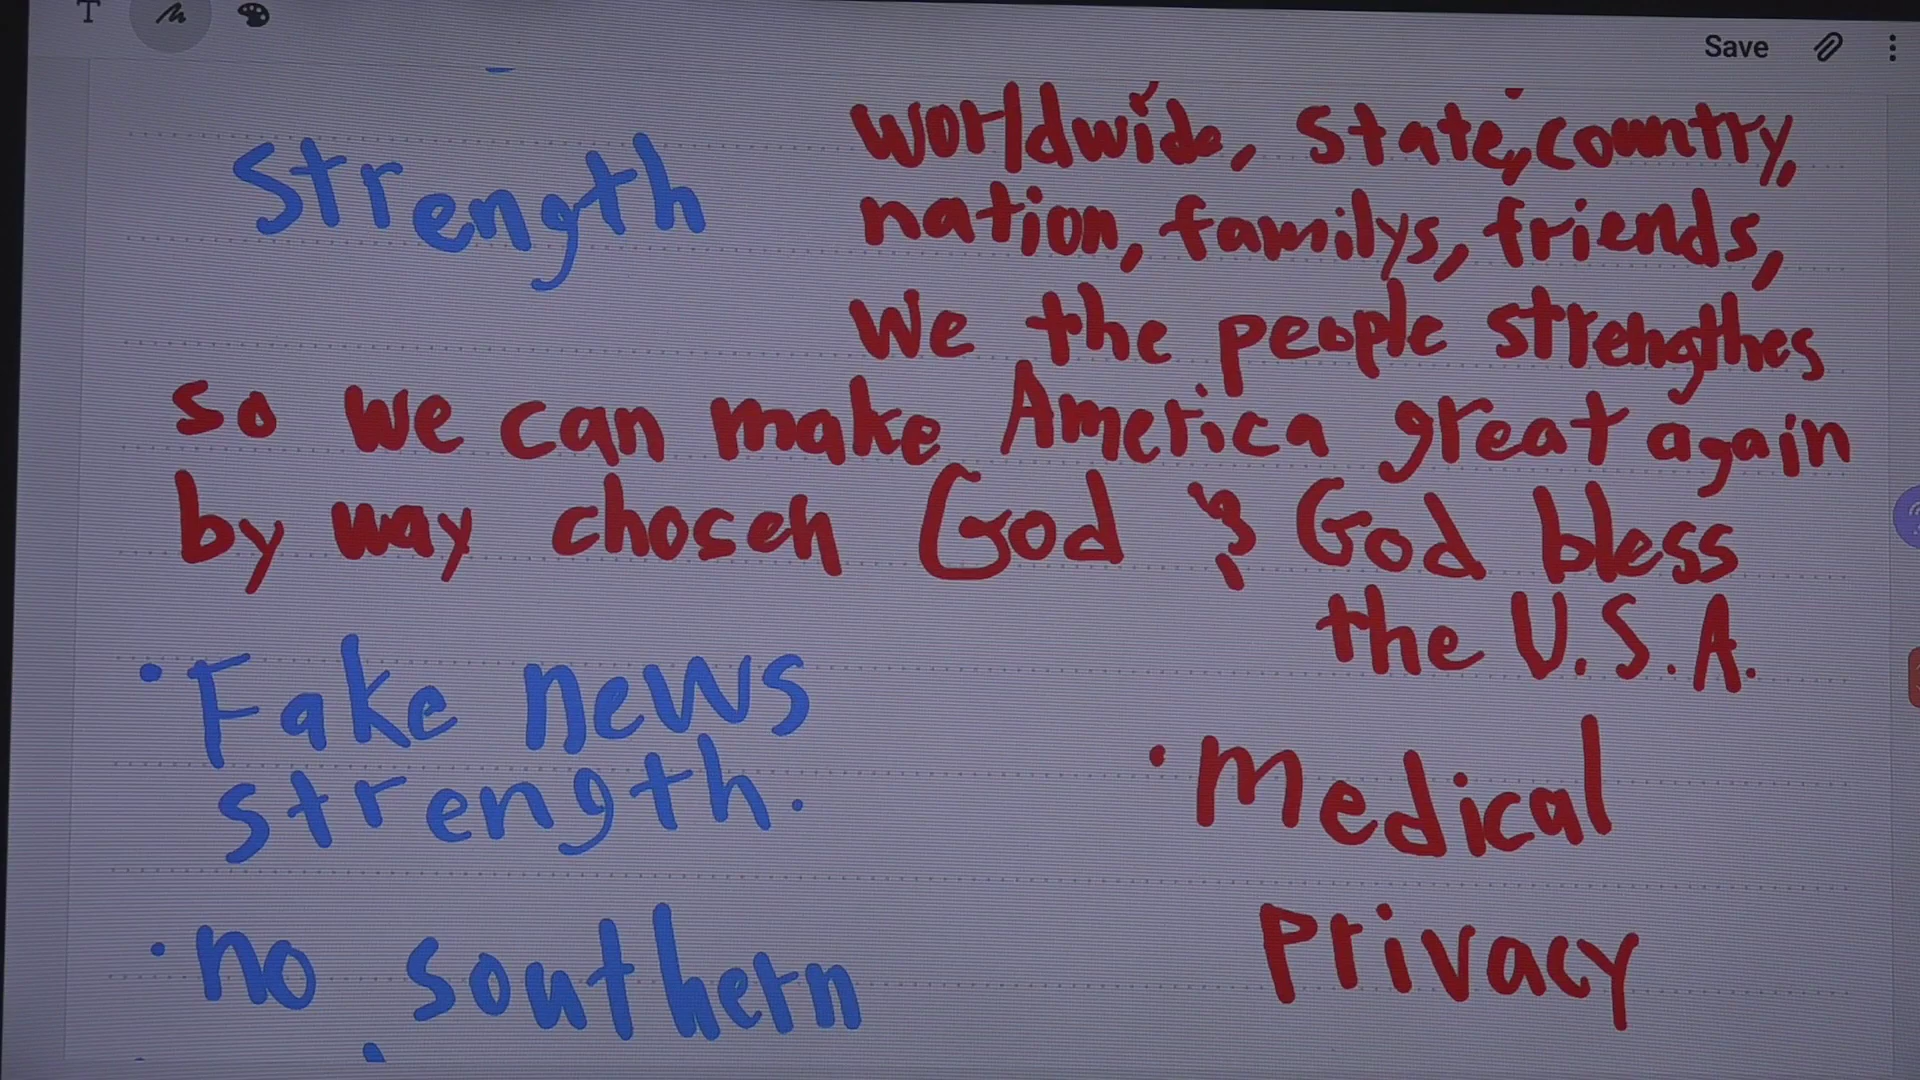 T
Save
Strength
worldwide, state, country,
nation, familys, friends,
we the people strengthes
so we can make America great again
by way chosen God & God bless
the U.S.A.
• Fake news
strength.
• Medical
Privacy
• no southern